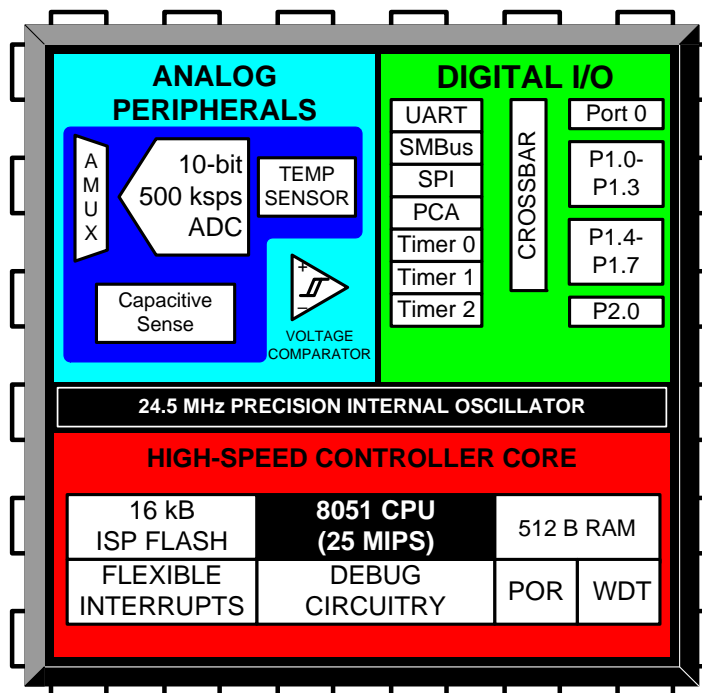 ANALOG
PERIPHERALS
A
M
U
X
10-bit
500 ksps
ADC
TEMP
SENSOR
Capacitive
Sense
+
–
VOLTAGE
COMPARATOR
DIGITAL I/O
UART
SMBus
SPI
PCA
Timer 0
Timer 1
Timer 2
CROSSBAR
Port 0
P1.0-
P1.3
P1.4-
P1.7
P2.0
24.5 MHz PRECISION INTERNAL OSCILLATOR
HIGH-SPEED CONTROLLER CORE
16 kB
ISP FLASH
8051 CPU
(25 MIPS)
512 B RAM
FLEXIBLE
INTERRUPTS
DEBUG
CIRCUITRY
POR
WDT